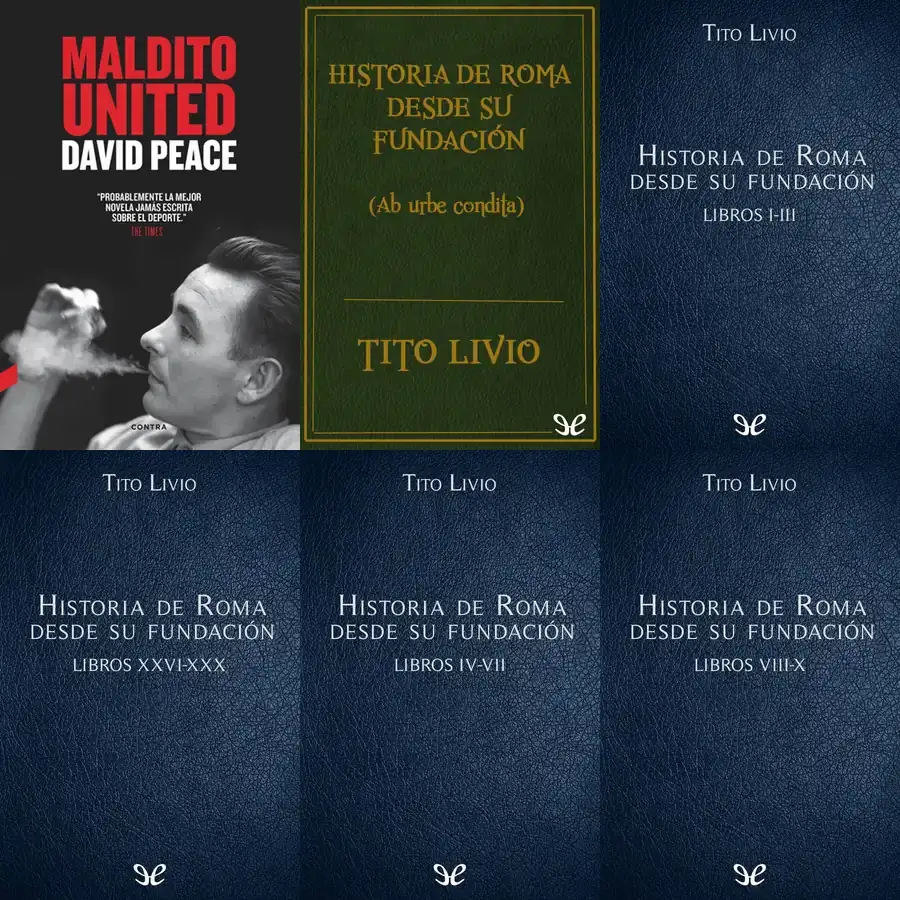 MALDITO
UNITED
DAVID PEACE
"PROBABLEMENTE LA MEJOR
NOVELA JAMÁS ESCRITA
SOBRE EL DEPORTE."
THE TIMES
CONTRA
HISTORIA DE ROMA
DESDE SU
FUNDACIÓN
(Ab urbe condita)
TITO LIVIO
TITO LIVIO
HISTORIA DE ROMA
DESDE SU FUNDACIÓN
LIBROS I-III
TITO LIVIO
HISTORIA DE ROMA
DESDE SU FUNDACIÓN
LIBROS XXVI-XXX
TITO LIVIO
HISTORIA DE ROMA
DESDE SU FUNDACIÓN
LIBROS IV-VII
TITO LIVIO
HISTORIA DE ROMA
DESDE SU FUNDACIÓN
LIBROS VIII-X